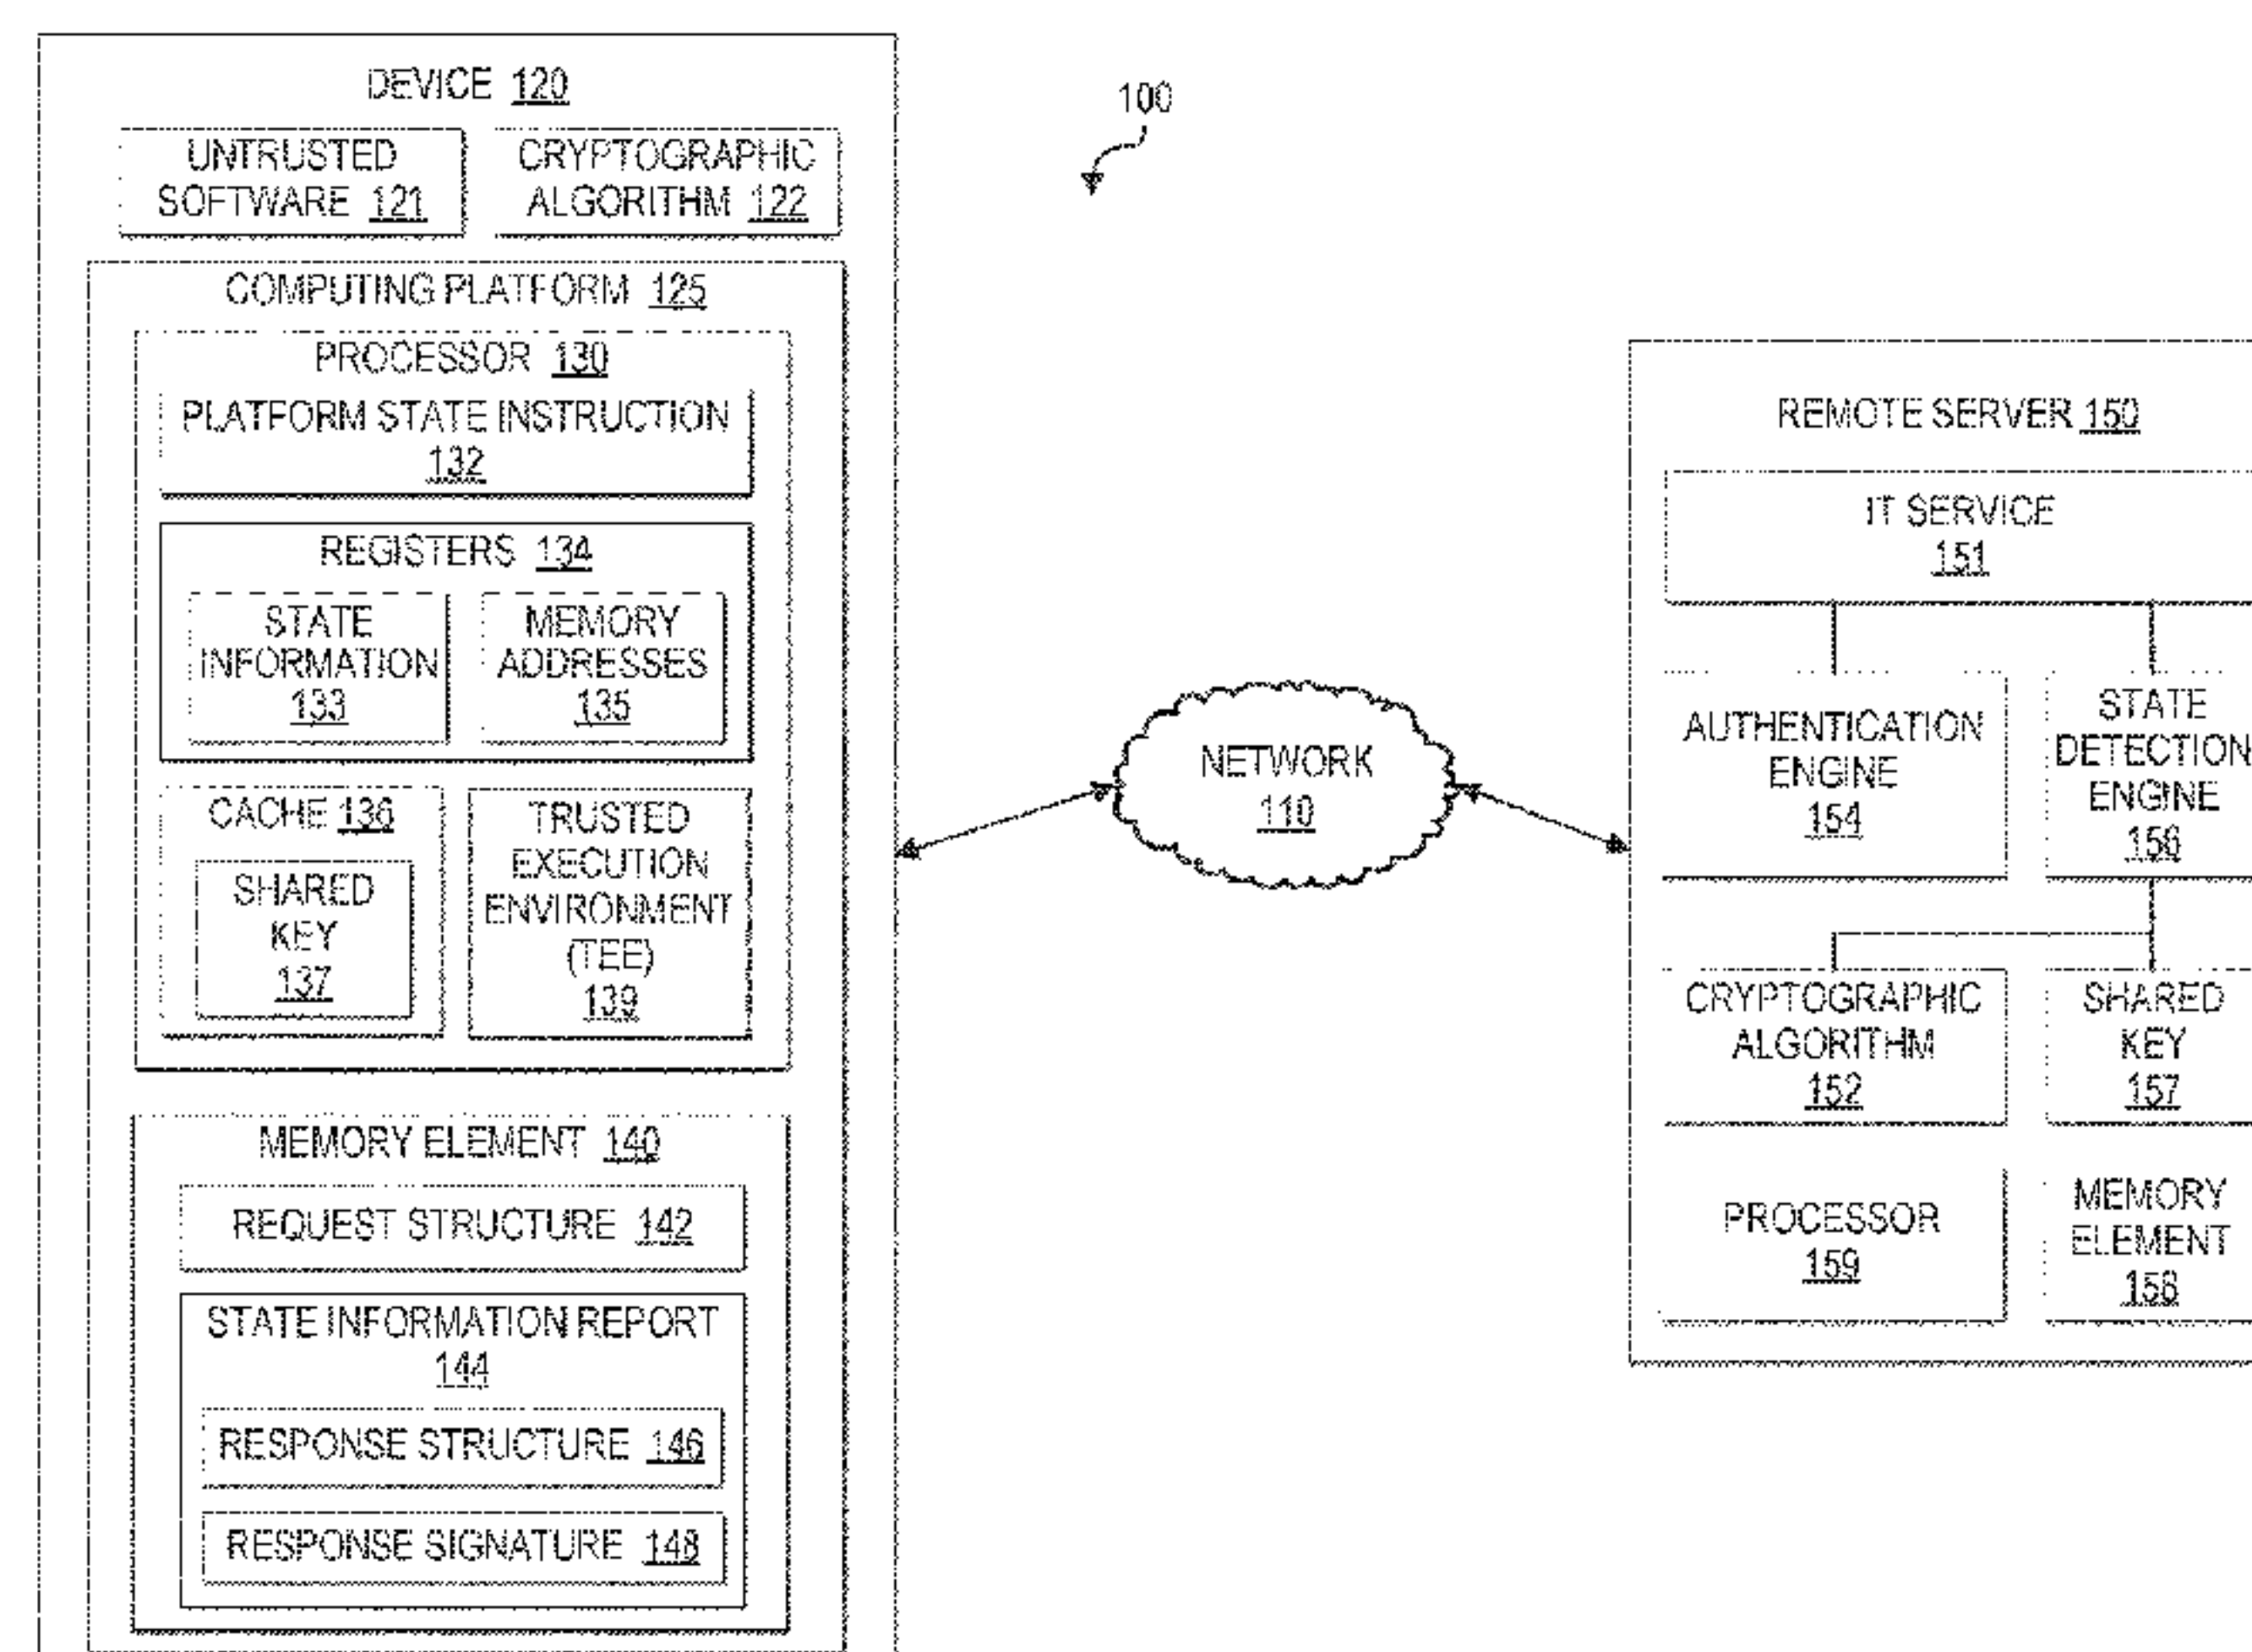 DEVICE 120
UNTRUSTED
SOFTWARE 121
CRYPTOGRAPHIC
ALGORITHM 122
COMPUTING PLATFORM 125
PROCESSOR 130
PLATFORM STATE INSTRUCTION
132
REGISTERS 134
STATE
INFORMATION
133
MEMORY
ADDRESSES
135
CACHE 136
SHARED
KEY
137
TRUSTED
EXECUTION
ENVIRONMENT
(TEE)
139
MEMORY ELEMENT 140
REQUEST STRUCTURE 142
STATE INFORMATION REPORT
144
RESPONSE STRUCTURE 146
RESPONSE SIGNATURE 148
100
NETWORK
110
REMOTE SERVER 150
IT SERVICE
151
AUTHENTICATION
ENGINE
154
STATE
DETECTION
ENGINE
156
CRYPTOGRAPHIC
ALGORITHM
152
SHARED
KEY
157
PROCESSOR
159
MEMORY
ELEMENT
158